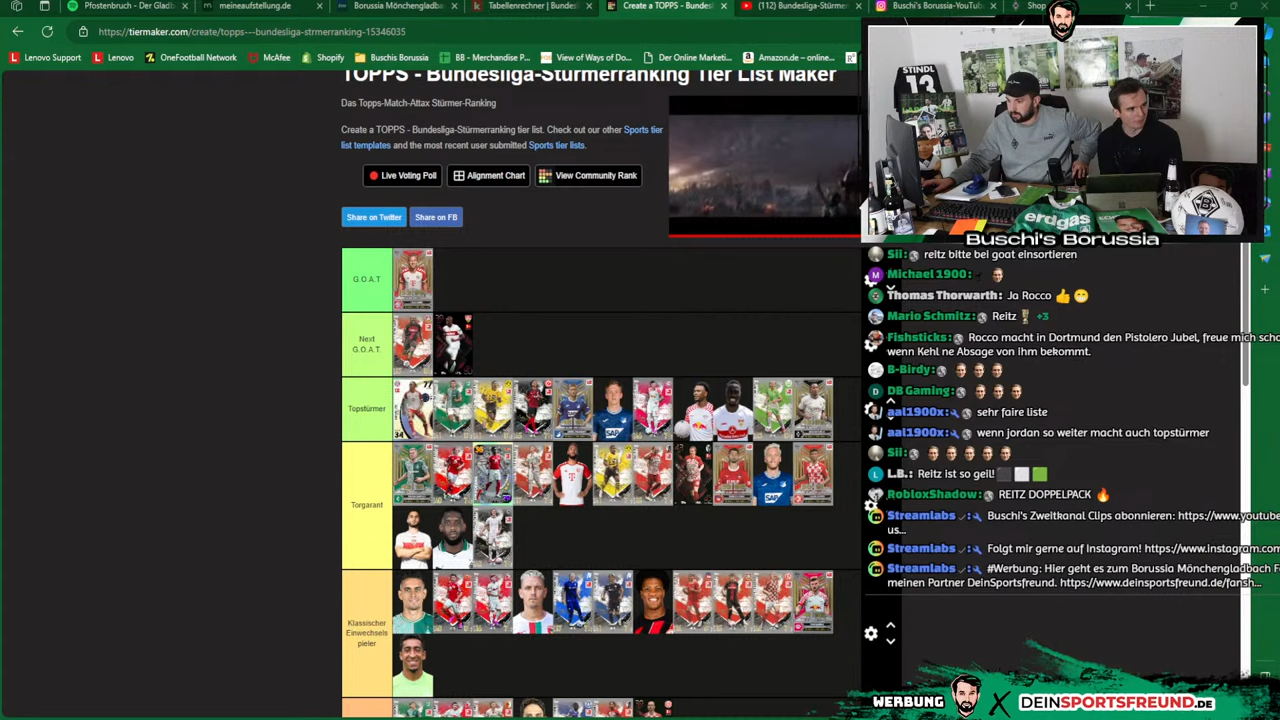 Pfostenbruch - Der Podcast
meineaufstellung.de
Borussia Mönchengladb
Tabellenrechner | Bundes
Create a TOPPS - Bundesl
(112) Bundesliga-Stürmer
Buschi's Borussia-YouTub
Shop
https://tiermaker.com/create/topps---bundesliga-strmerranking-15346035
Lenovo Support
Lenovo
OneFootball Network
McAfee
Shopify
Buschis Borussia
BB - Merchandise P...
View of Ways of Do...
Der Online Marketi...
Amazon.de – online...
TOPPS - Bundesliga-Stürmerranking Tier List Maker
Das Topps-Match-Attax Stürmer-Ranking
Create a TOPPS - Bundesliga-Stürmerranking tier list. Check out our other Sports tier
list templates and the most recent user submitted Sports tier lists.
Live Voting Poll
Alignment Chart
View Community Rank
Share on Twitter
Share on FB
G.O.A.T
Next
G.O.A.T.
Topstürmer
Torgarant
Klassischer
Einwechsels
pieler
STINDL
13
erdgas
Buschi's Borussia
Sii: reitz bitte bei goat einsortieren
Michael 1900:
Thomas Thorwarth: Ja Rocco 👍😁
Mario Schmitz: Reitz +3
Fishsticks: Rocco macht in Dortmund den Pistolero Jubel, freue mich scho
wenn Kehl ne Absage von ihm bekommt.
B-Birdy:
DB Gaming:
aal1900x: sehr faire liste
aal1900x: wenn jordan so weiter macht auch topstürmer
Sii:
L.B.: Reitz ist so geil!⬛⬜🟩
RobloxShadow: REITZ DOPPELPACK 🔥
Streamlabs: Buschi's Zweitkanal Clips abonnieren: https://www.youtube
us...
Streamlabs: Folgt mir gerne auf Instagram! https://www.instagram.com
Streamlabs: #Werbung: Hier geht es zum Borussia Mönchengladbach F
meinen Partner DeinSportsfreund. https://www.deinsportsfreund.de/fansh...
WERBUNG X DEINSPORTSFREUND.DE